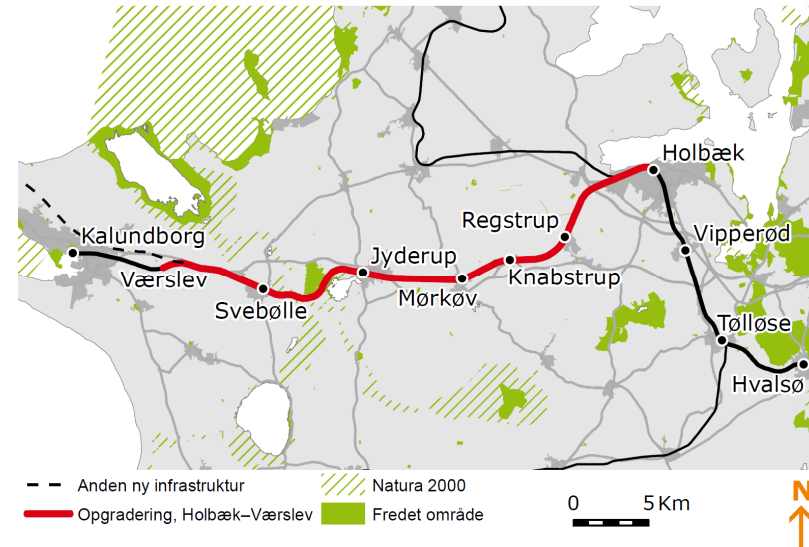 Holbæk
Regstrup
Vipperød
Kalundborg
Jyderup
Knabstrup
Værslev
Mørkøv
Svebølle
Tølløse
Hvalsø
Anden ny infrastruktur
Natura 2000
0 5 Km
N
Opgradering, Holbæk–Værslev
Fredet område